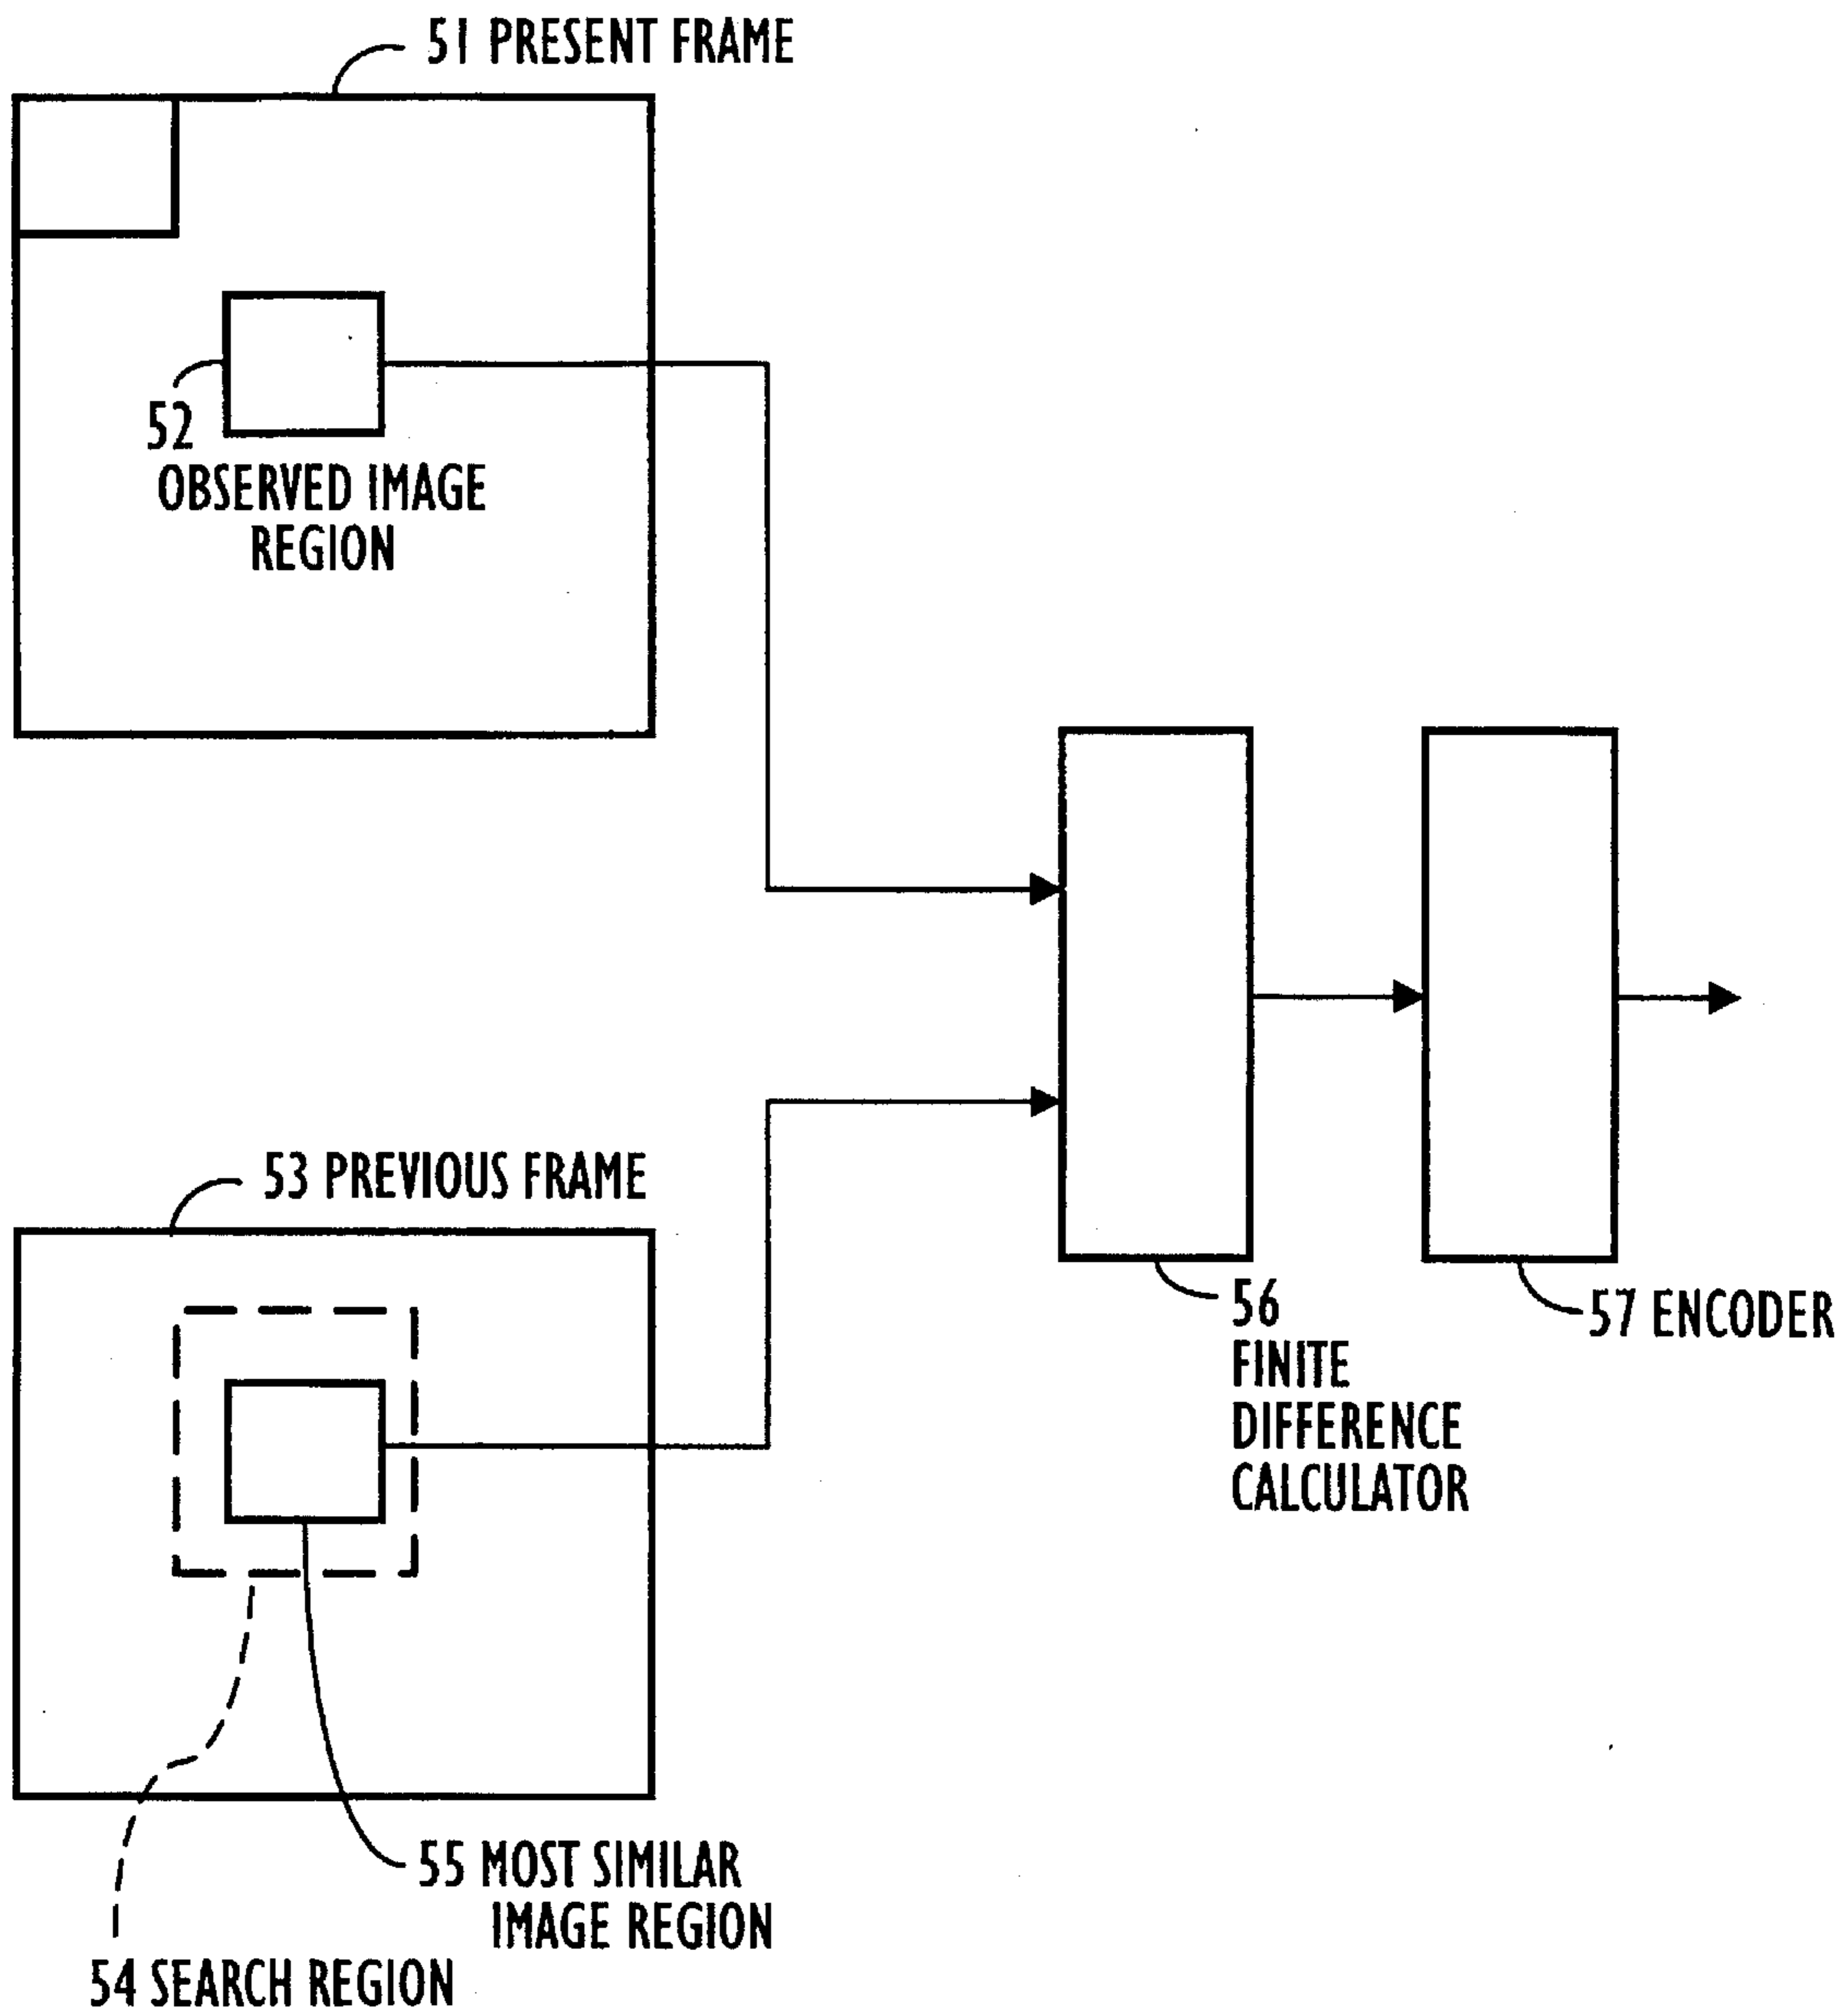 51 PRESENT FRAME
52
OBSERVED IMAGE
REGION
53 PREVIOUS FRAME
56
FINITE
DIFFERENCE
CALCULATOR
57 ENCODER
55 MOST SIMILAR
IMAGE REGION
54 SEARCH REGION